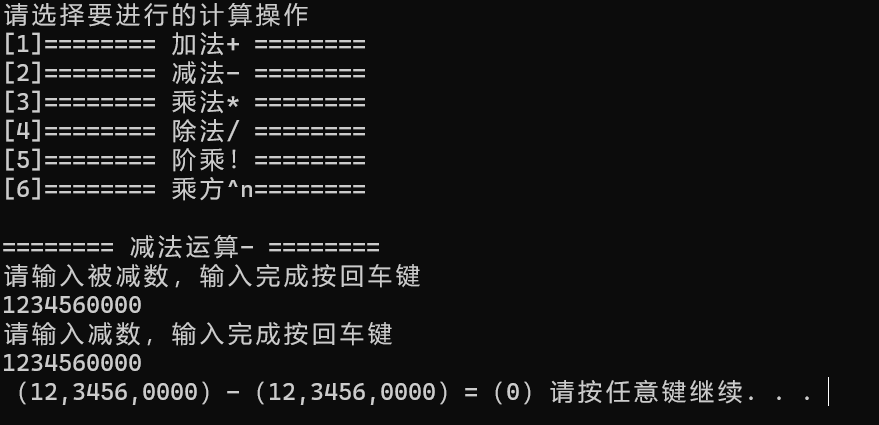 请选择要进行的计算操作
[1]======== 加法+ ========
[2]======== 减法- ========
[3]======== 乘法* ========
[4]======== 除法/ ========
[5]======== 阶乘! ========
[6]======== 乘方^n========
======== 减法运算- ========
请输入被减数，输入完成按回车键
1234560000
请输入减数，输入完成按回车键
1234560000
（12,3456,0000）-（12,3456,0000）=（0）请按任意键继续. . .